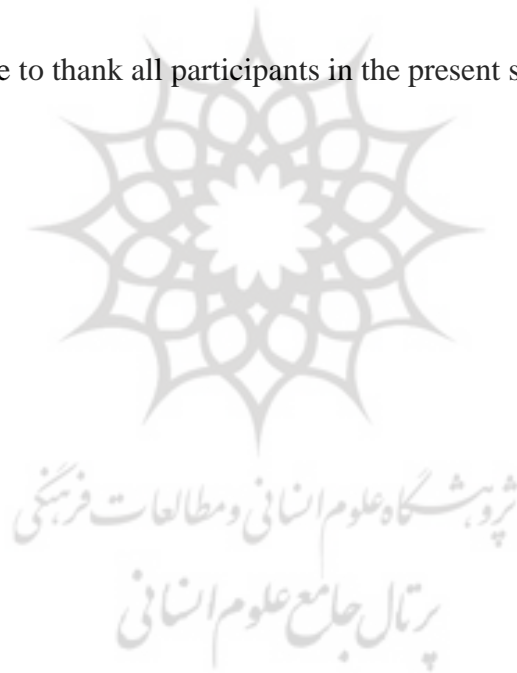 e to thank all participants in the present s
پژوهشگاه علوم انسانی و مطالعات فرهنگی
پرتال جامع علوم انسانی